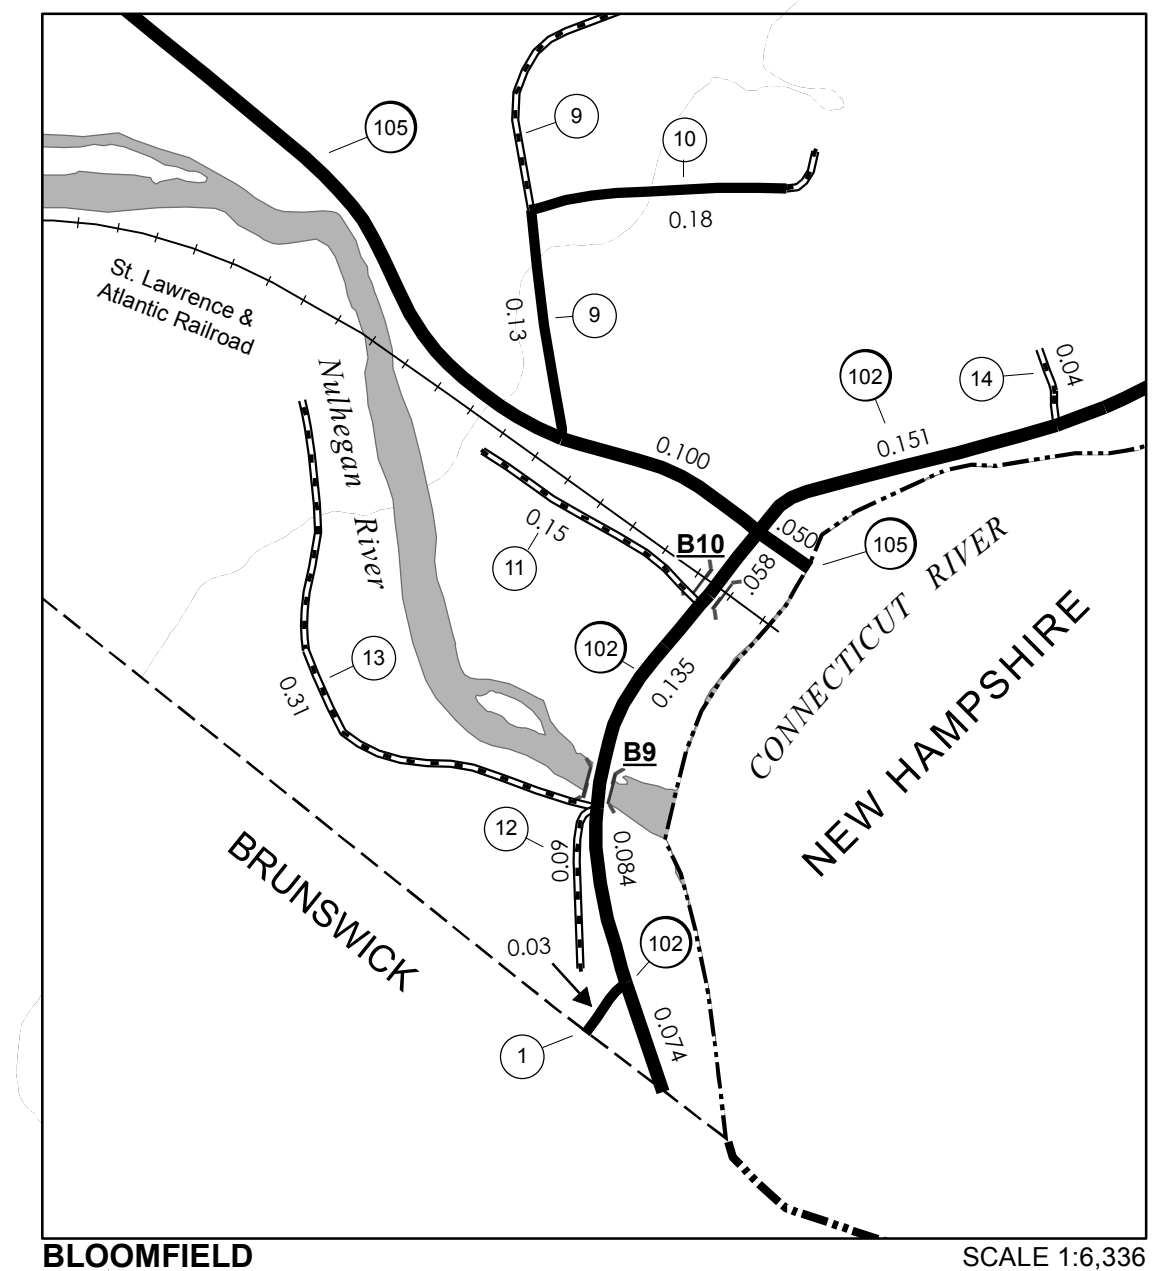 9
105
10
0.18
St. Lawrence &
Atlantic Railroad
0.13
9
Nulhegan
River
102
14
0.04
0.151
0.100
0.15
11
B10
.050
105
.058
CONNECTICUT RIVER
NEW HAMPSHIRE
102
0.135
13
0.31
B9
12
0.09
0.084
BRUNSWICK
0.03
102
1
0.074
BLOOMFIELD
SCALE 1:6,336